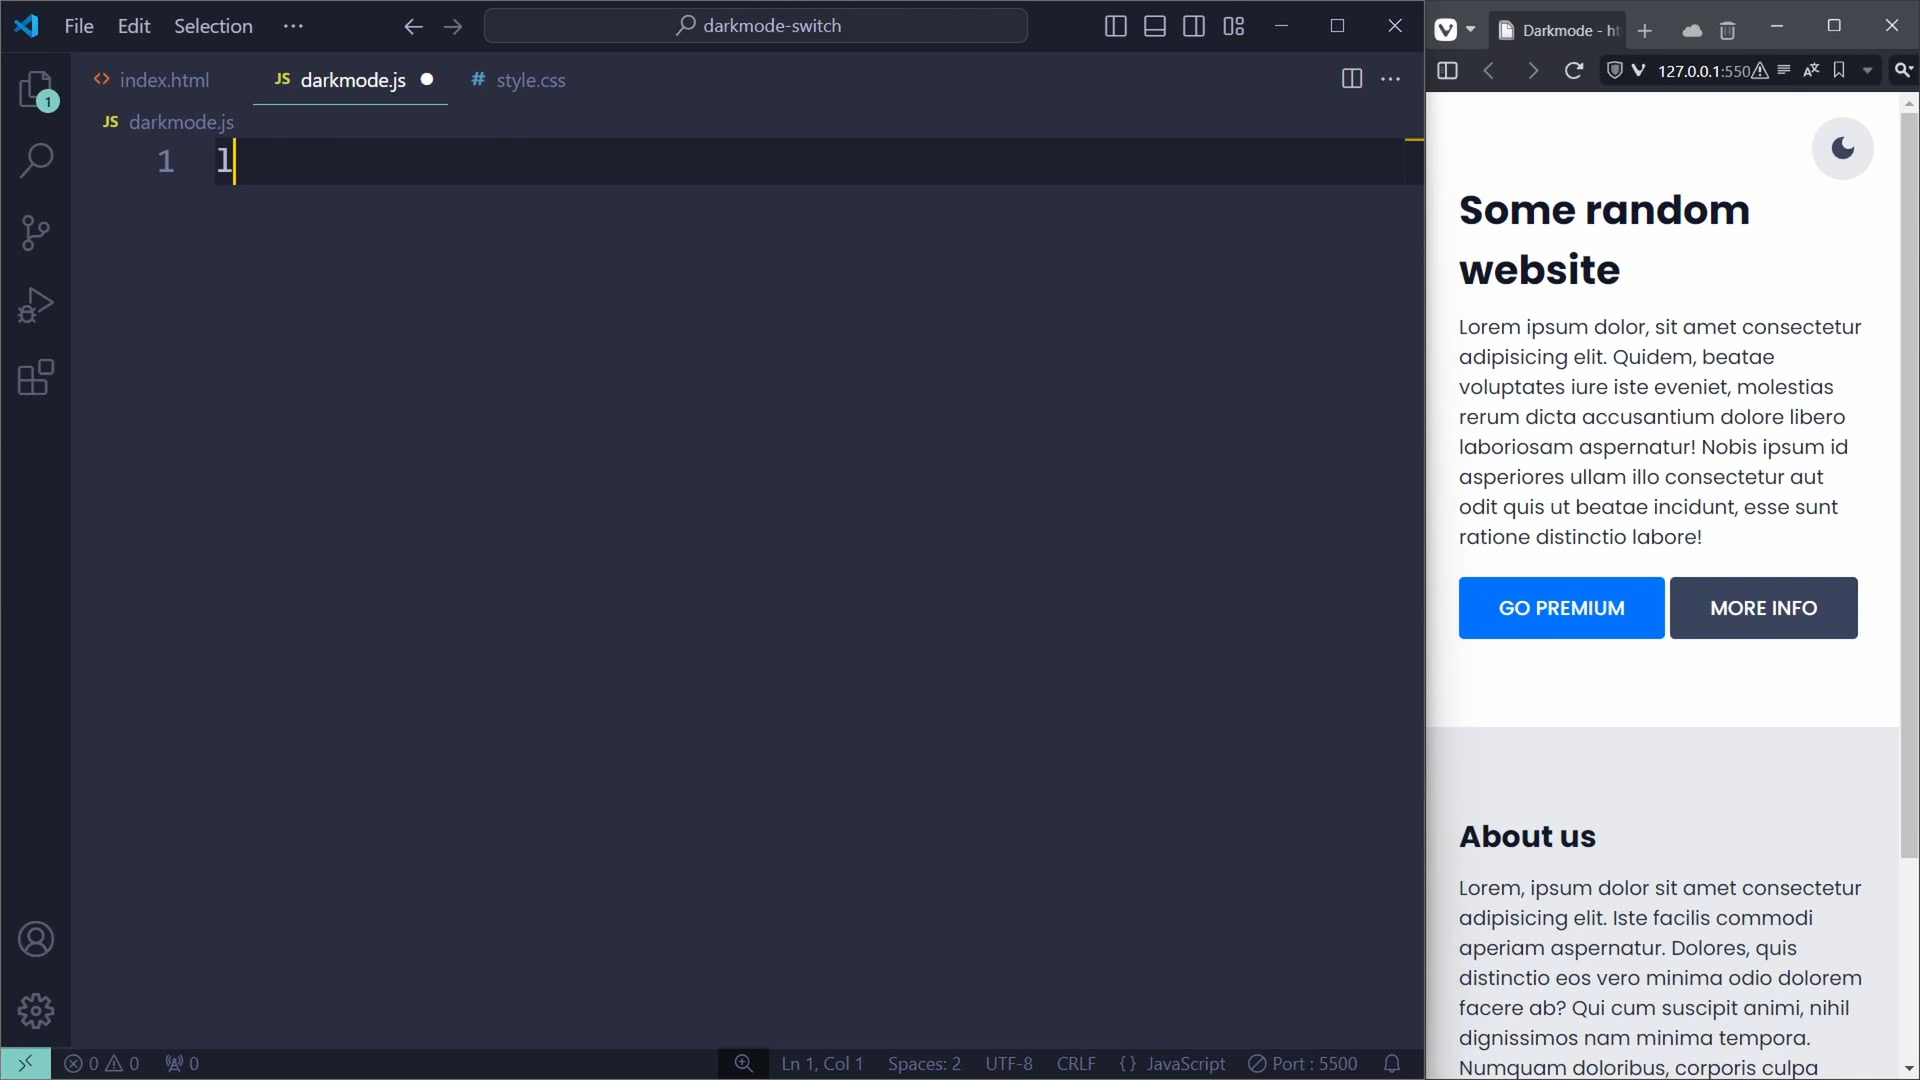 File Edit Selection ···
darkmode-switch
index.html
JS darkmode.js
# style.css
JS darkmode.js
1 l
1
0 0 0
Ln 1, Col 1 Spaces: 2 UTF-8 CRLF {} JavaScript Port : 5500
Darkmode - ht
127.0.0.1:550
Some random
website
Lorem ipsum dolor, sit amet consectetur
adipisicing elit. Quidem, beatae
voluptates iure iste eveniet, molestias
rerum dicta accusantium dolore libero
laboriosam aspernatur! Nobis ipsum id
asperiores ullam illo consectetur aut
odit quis ut beatae incidunt, esse sunt
ratione distinctio labore!
GO PREMIUM MORE INFO
About us
Lorem, ipsum dolor sit amet consectetur
adipisicing elit. Iste facilis commodi
aperiam aspernatur. Dolores, quis
distinctio eos vero minima odio dolorem
facere ab? Qui cum suscipit animi, nihil
dignissimos nam minima tempora.
Numquam doloribus, corporis culpa